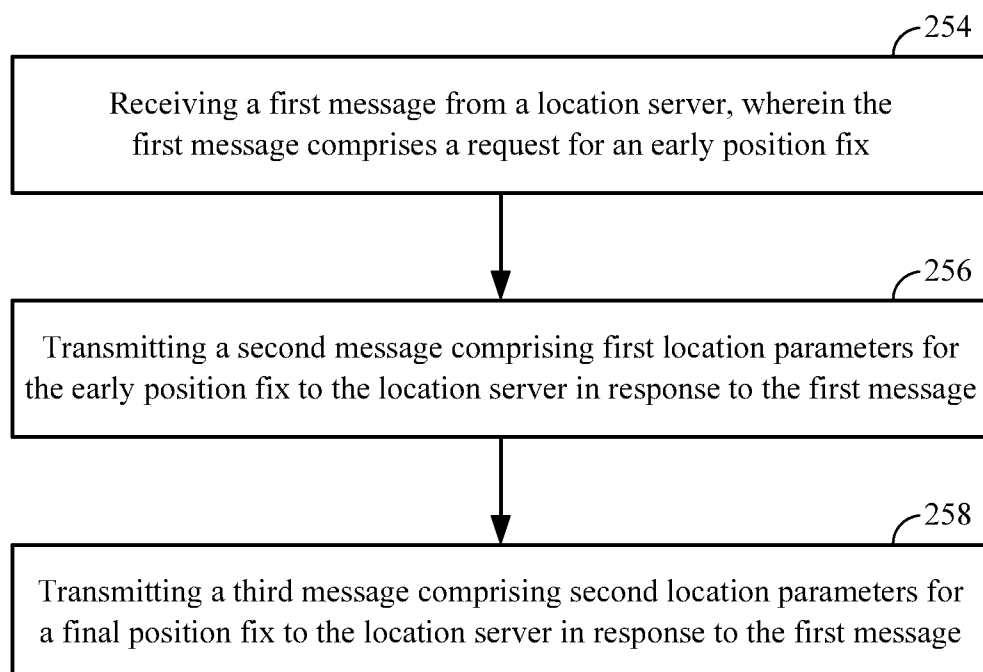 254
Receiving a first message from a location server, wherein the
first message comprises a request for an early position fix
256
Transmitting a second message comprising first location parameters for
the early position fix to the location server in response to the first message
258
Transmitting a third message comprising second location parameters for
a final position fix to the location server in response to the first message